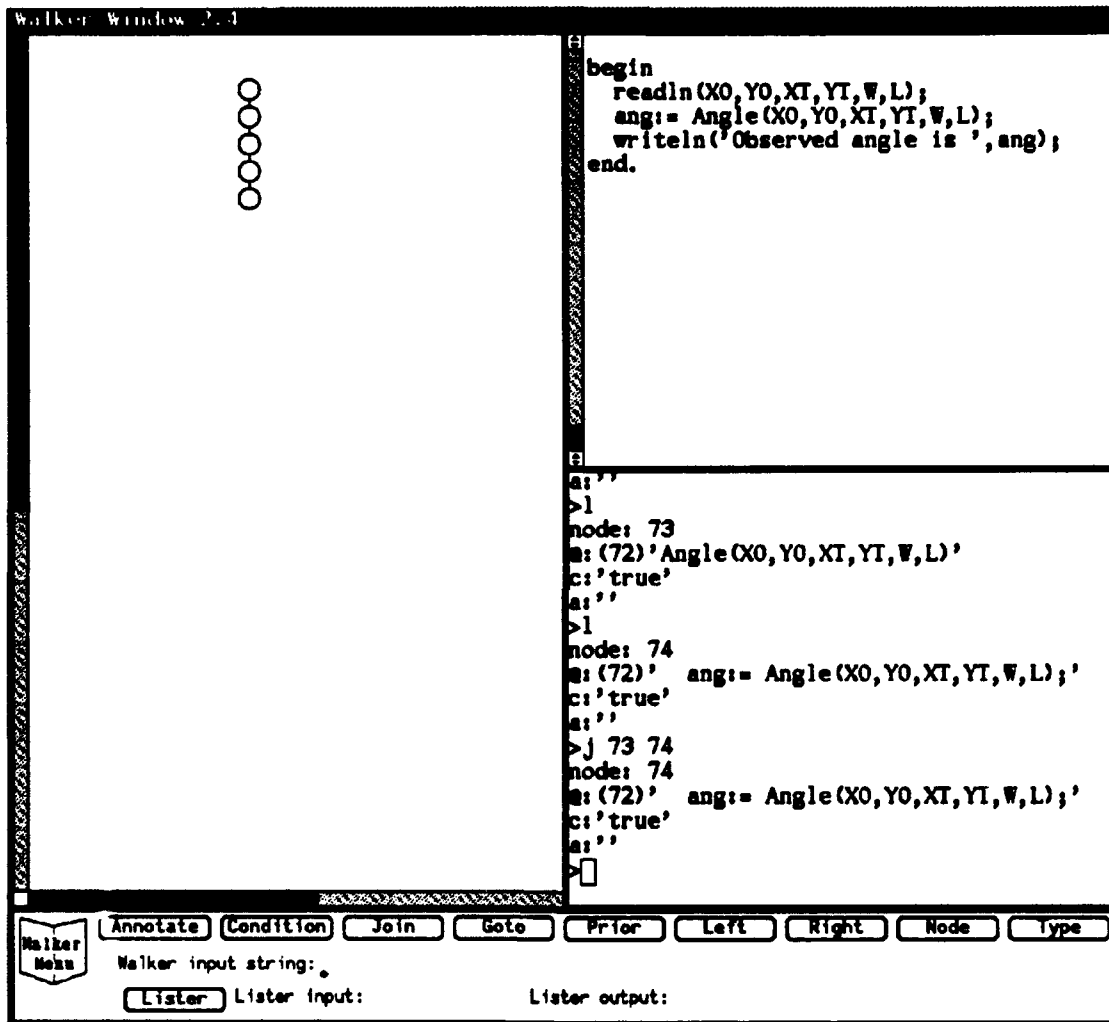 Walker Window 2.4
begin
  readln(X0,Y0,XT,YT,W,L);
  ang:= Angle(X0,Y0,XT,YT,W,L);
  writeln('Observed angle is ',ang);
end.
a:''
>l
node: 73
@:(72)'Angle(X0,Y0,XT,YT,W,L)'
c:'true'
a:''
>l
node: 74
@:(72)'  ang:= Angle(X0,Y0,XT,YT,W,L);'
c:'true'
a:''
>j 73 74
node: 74
@:(72)'  ang:= Angle(X0,Y0,XT,YT,W,L);'
c:'true'
a:''
>
Walker Menu
Annotate Condition Join Goto Prior Left Right Node Type
Walker input string:
Lister Lister input: Lister output: